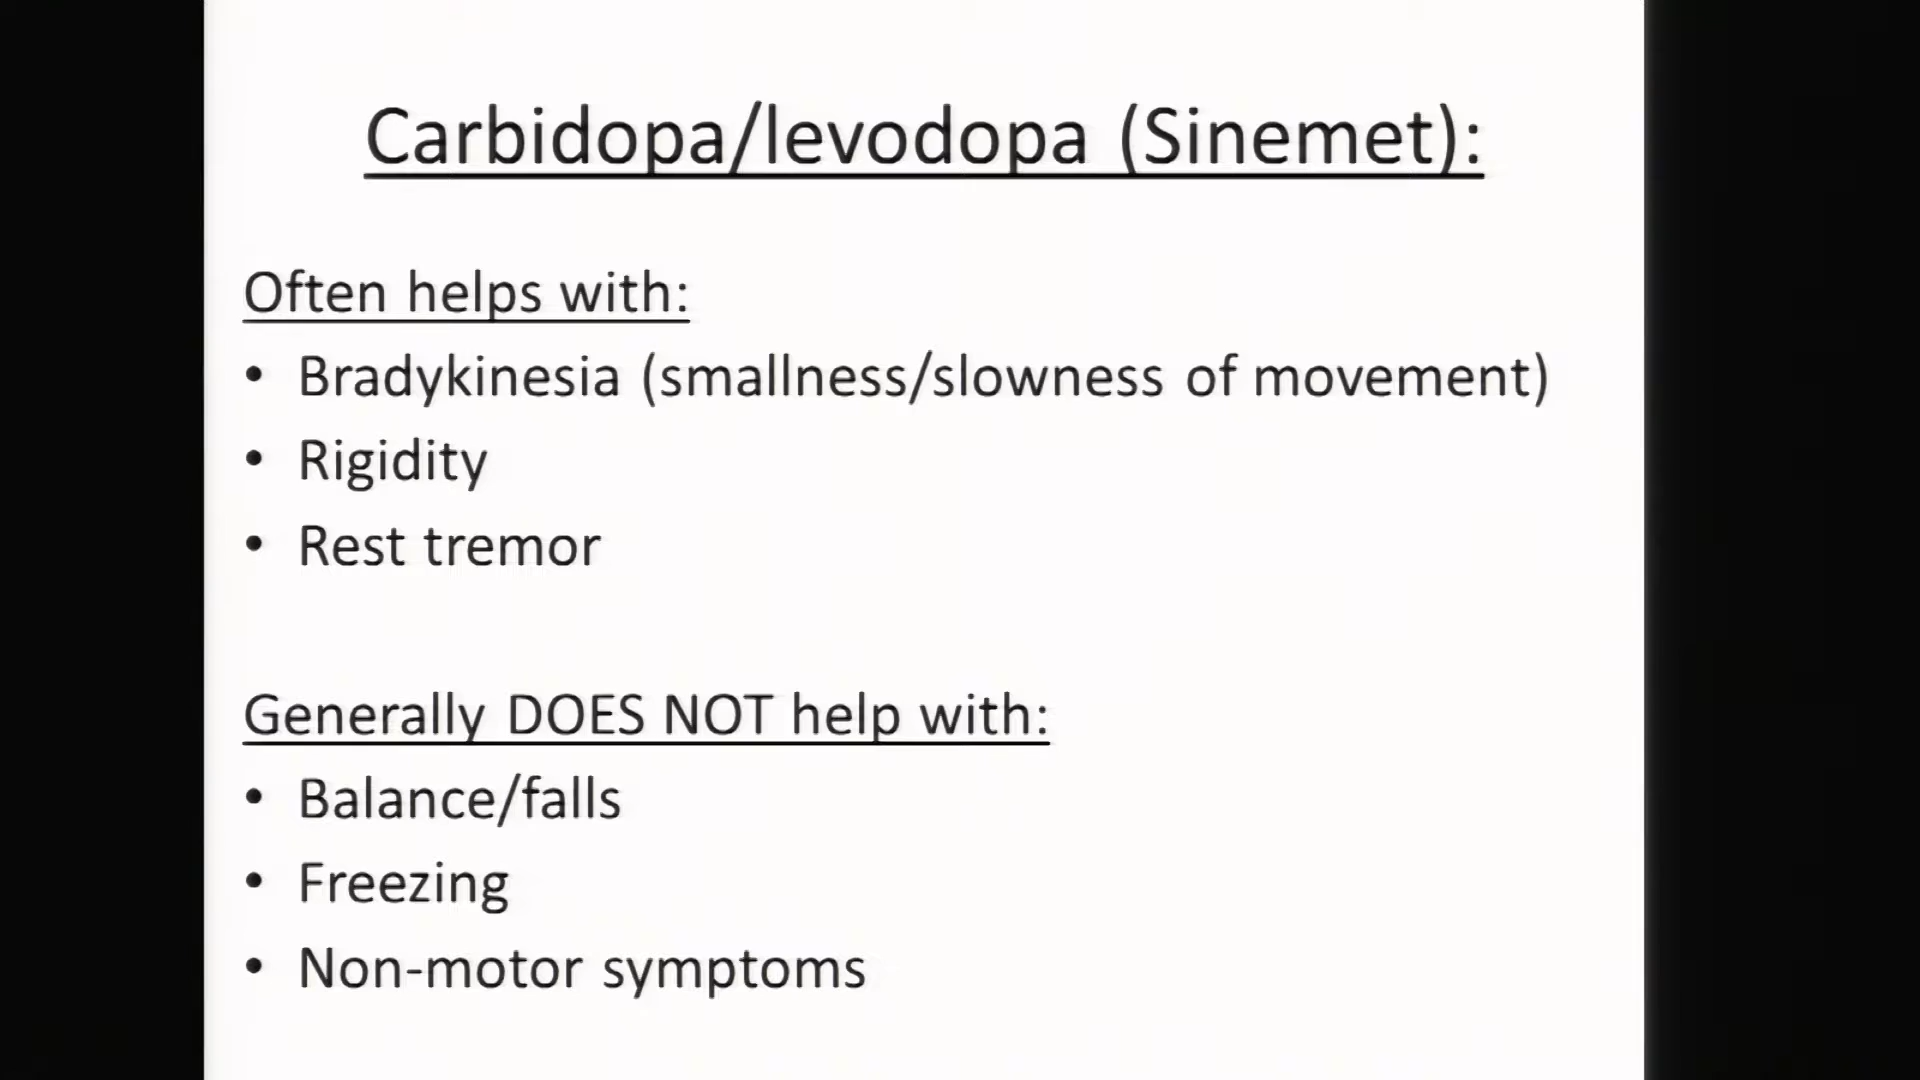 Carbidopa/levodopa (Sinemet):
Often helps with:
• Bradykinesia (smallness/slowness of movement)
• Rigidity
• Rest tremor
Generally DOES NOT help with:
• Balance/falls
• Freezing
• Non-motor symptoms